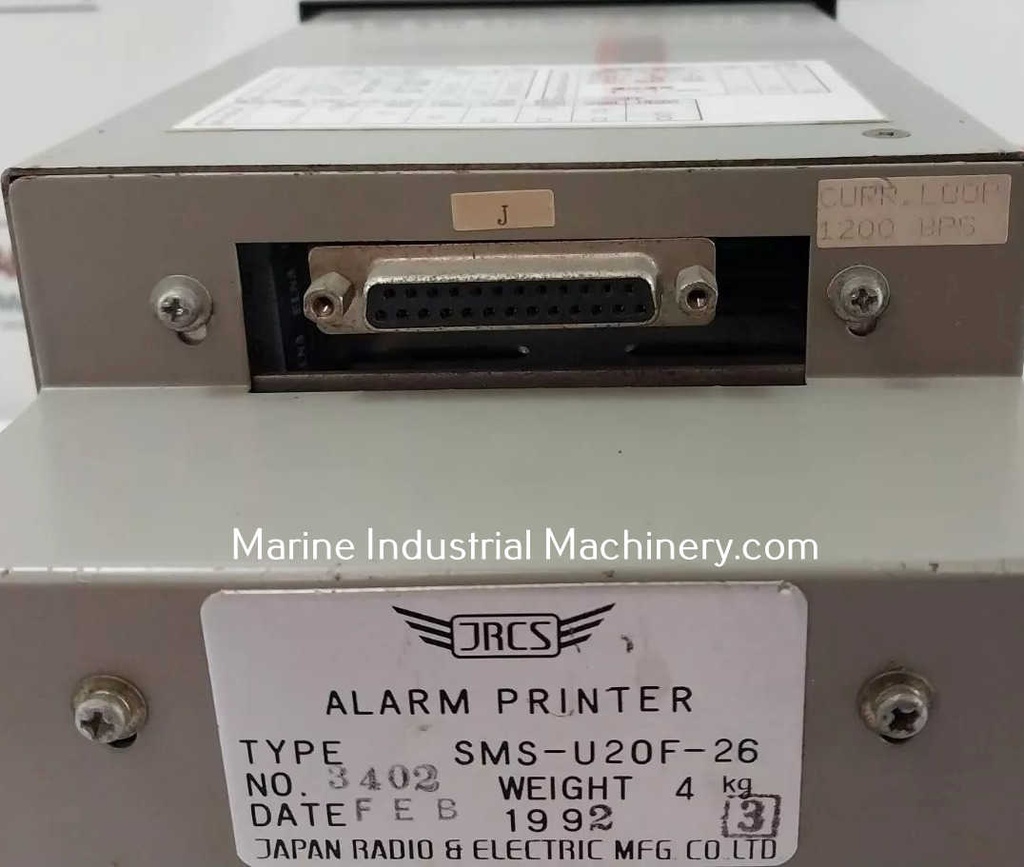 J
CURR. LOOP
1200 BPS
Marine Industrial Machinery.com
JRCS
ALARM PRINTER
TYPE SMS-U20F-26
NO. 3402 WEIGHT 4 kg
DATE FEB 1992 3
JAPAN RADIO & ELECTRIC MFG. CO. LTD